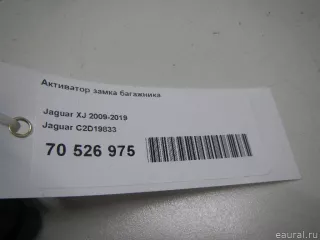 Активатор замка багажника
Jaguar XJ 2009-2019
Jaguar C2D19833
70 526 975
eaural.ru